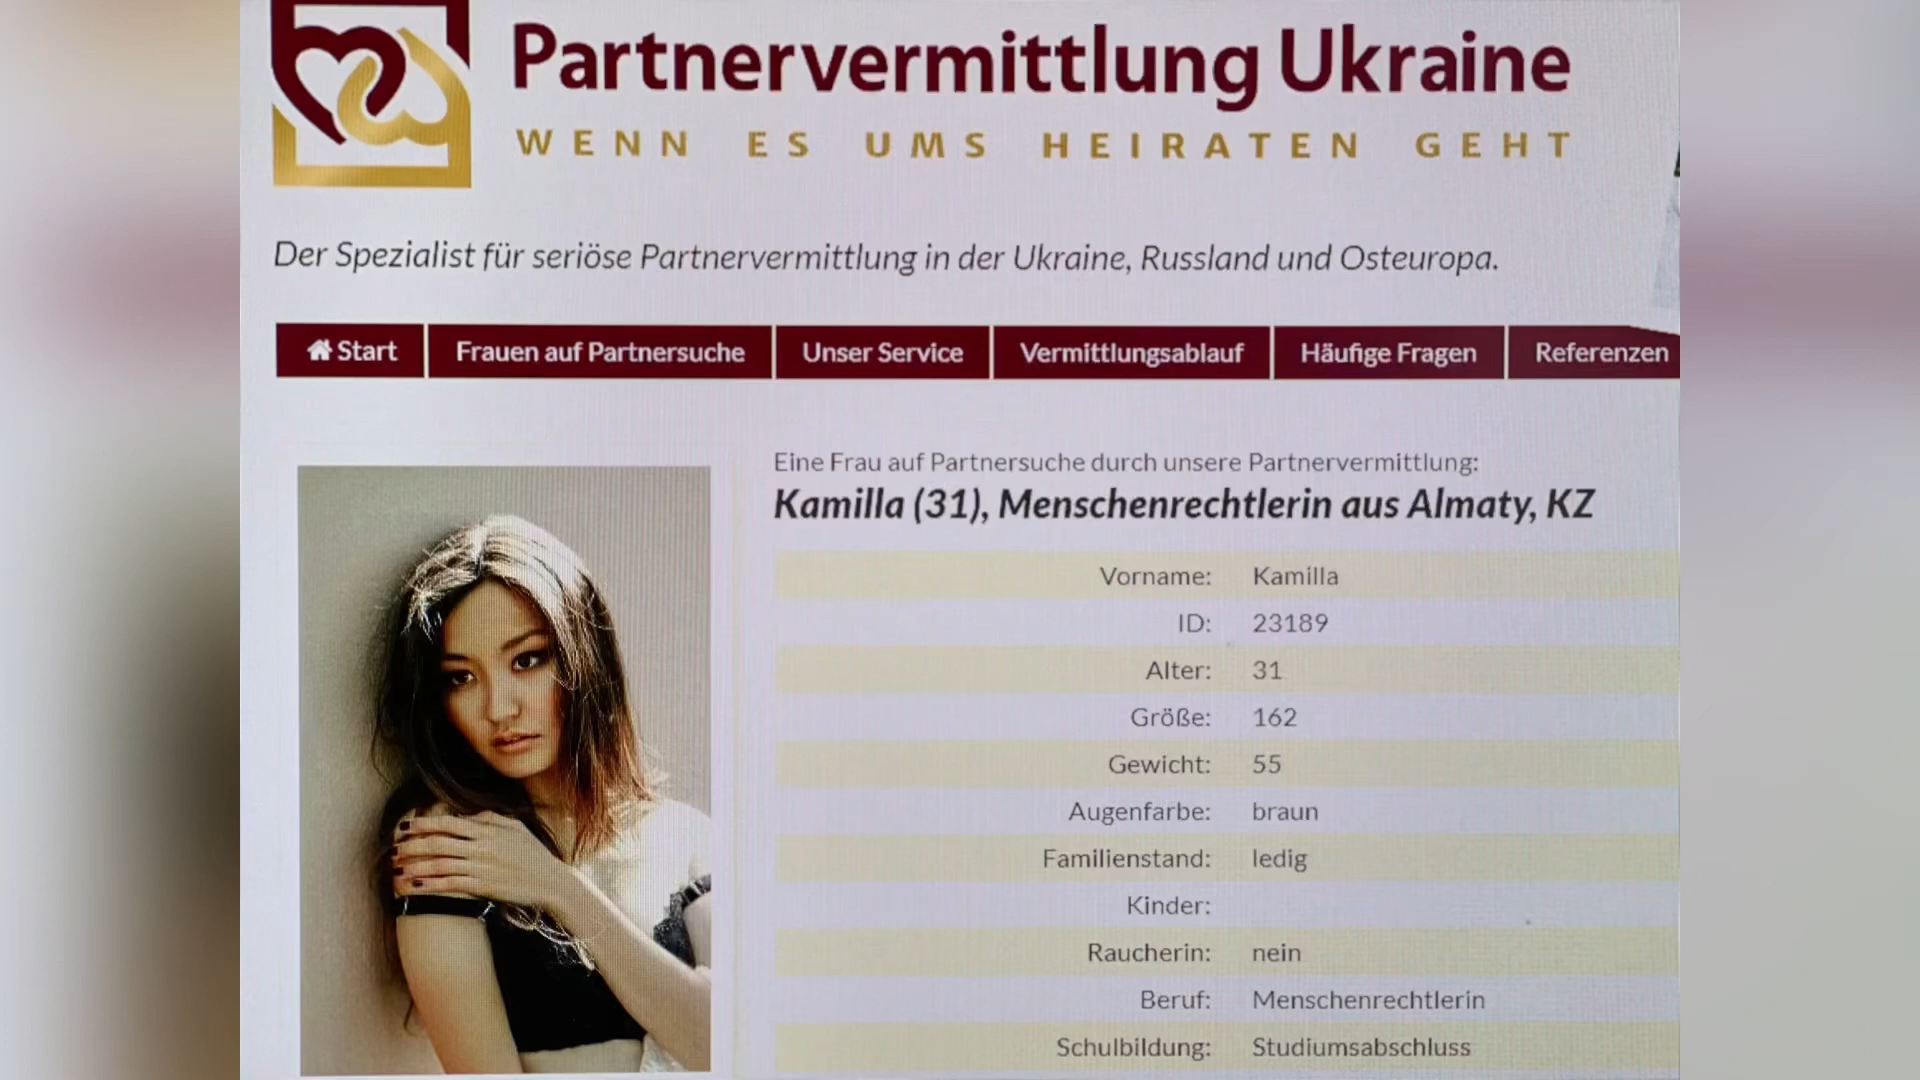 Partnervermittlung Ukraine
WENN ES UMS HEIRATEN GEHT
Der Spezialist für seriöse Partnervermittlung in der Ukraine, Russland und Osteuropa.
Start Frauen auf Partnersuche Unser Service Vermittlungsablauf Häufige Fragen Referenzen
Eine Frau auf Partnersuche durch unsere Partnervermittlung:
Kamilla (31), Menschenrechtlerin aus Almaty, KZ
Vorname: Kamilla
ID: 23189
Alter: 31
Größe: 162
Gewicht: 55
Augenfarbe: braun
Familienstand: ledig
Kinder:
Raucherin: nein
Beruf: Menschenrechtlerin
Schulbildung: Studiumsabschluss